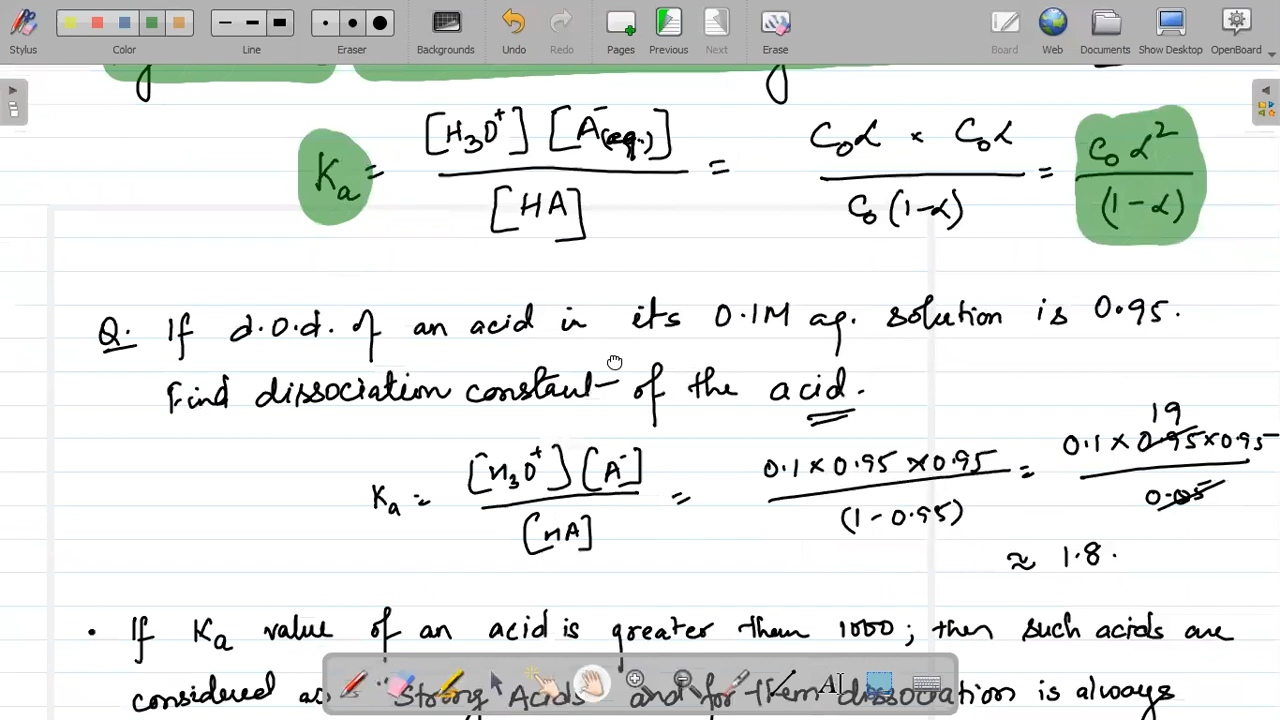 Stylus Color Line Eraser Backgrounds Undo Redo Pages Previous Next Erase Board Web Documents Show Desktop OpenBoard
Ka = [H3O+] [A-(eq.)] / [HA] = C0α × C0α / C0(1-α) = C0α² / (1-α)
Q. If d.o.d. of an acid in its 0.1M aq. solution is 0.95.
Find dissociation constant of the acid.
Ka = [H3O+][A-] / [HA] = 0.1×0.95×0.95 / (1-0.95) = 0.1×0.95×0.95 / 0.05
19
≈ 1.8.
• If Ka value of an acid is greater than 1000; then such acids are
considered as "Strong Acids" and for them dissociation is always